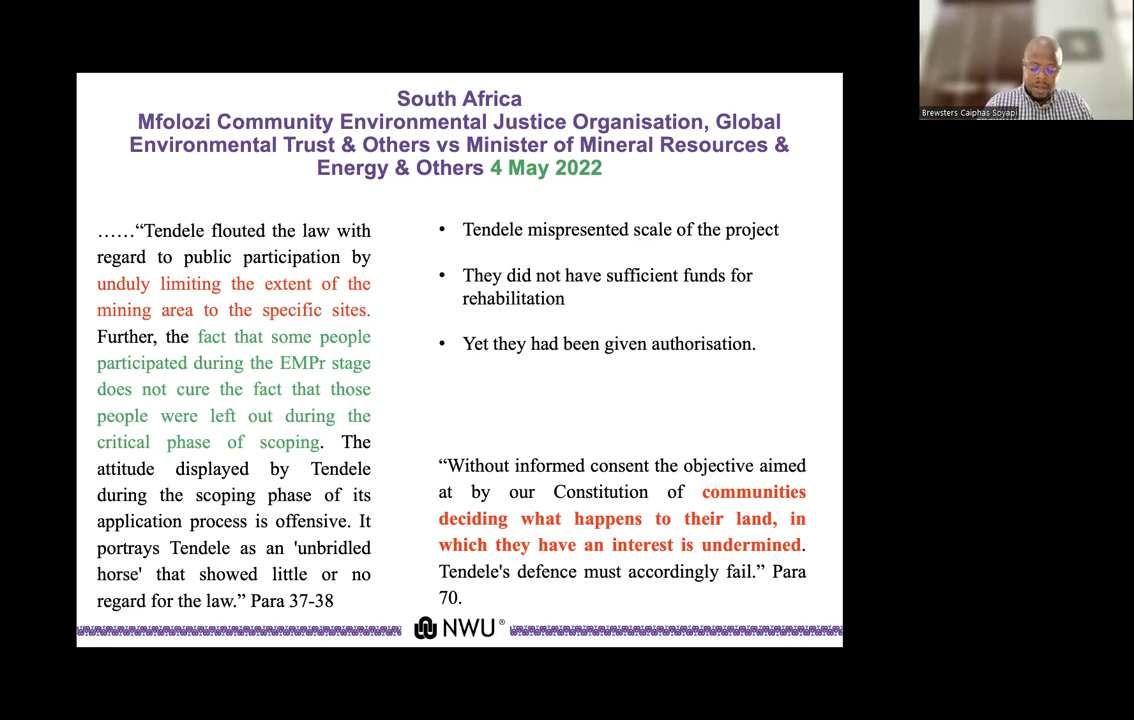 South Africa
Mfolozi Community Environmental Justice Organisation, Global
Environmental Trust & Others vs Minister of Mineral Resources &
Energy & Others 4 May 2022
……“Tendele flouted the law with
regard to public participation by
unduly limiting the extent of the
mining area to the specific sites.
Further, the fact that some people
participated during the EMPr stage
does not cure the fact that those
people were left out during the
critical phase of scoping. The
attitude displayed by Tendele
during the scoping phase of its
application process is offensive. It
portrays Tendele as an 'unbridled
horse' that showed little or no
regard for the law.” Para 37-38
• Tendele mispresented scale of the project
• They did not have sufficient funds for
rehabilitation
• Yet they had been given authorisation.
“Without informed consent the objective aimed
at by our Constitution of communities
deciding what happens to their land, in
which they have an interest is undermined.
Tendele's defence must accordingly fail.” Para
70.
NWU®
Brewsters Caiphas Soyapi